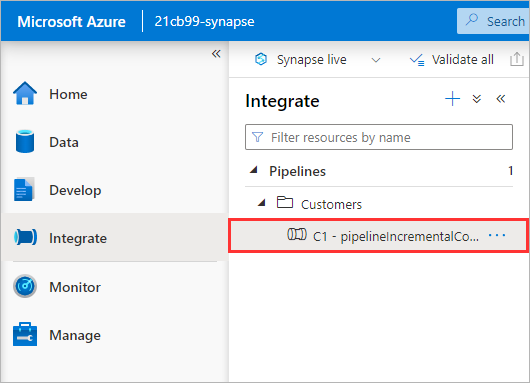 Microsoft Azure | 21cb99-synapse
Search
Synapse live
Validate all
Home
Data
Develop
Integrate
Monitor
Manage
Integrate
Filter resources by name
Pipelines 1
Customers
C1 - pipelineIncrementalCo... ...